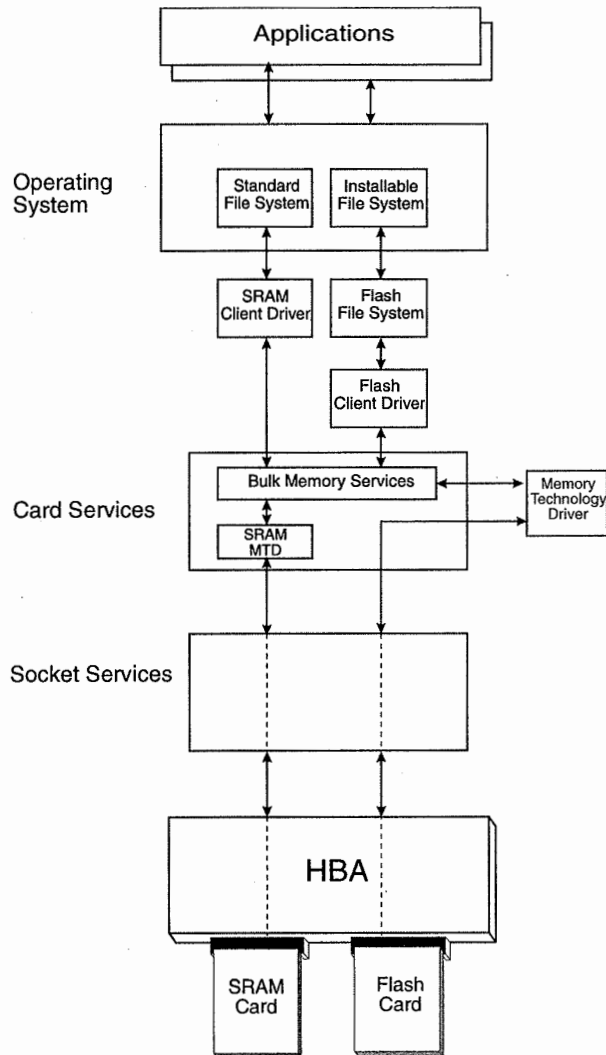 Applications
Operating
System
Standard
File System
Installable
File System
SRAM
Client Driver
Flash
File System
Flash
Client Driver
Card Services
Bulk Memory Services
SRAM
MTD
Memory
Technology
Driver
Socket Services
HBA
SRAM
Card
Flash
Card